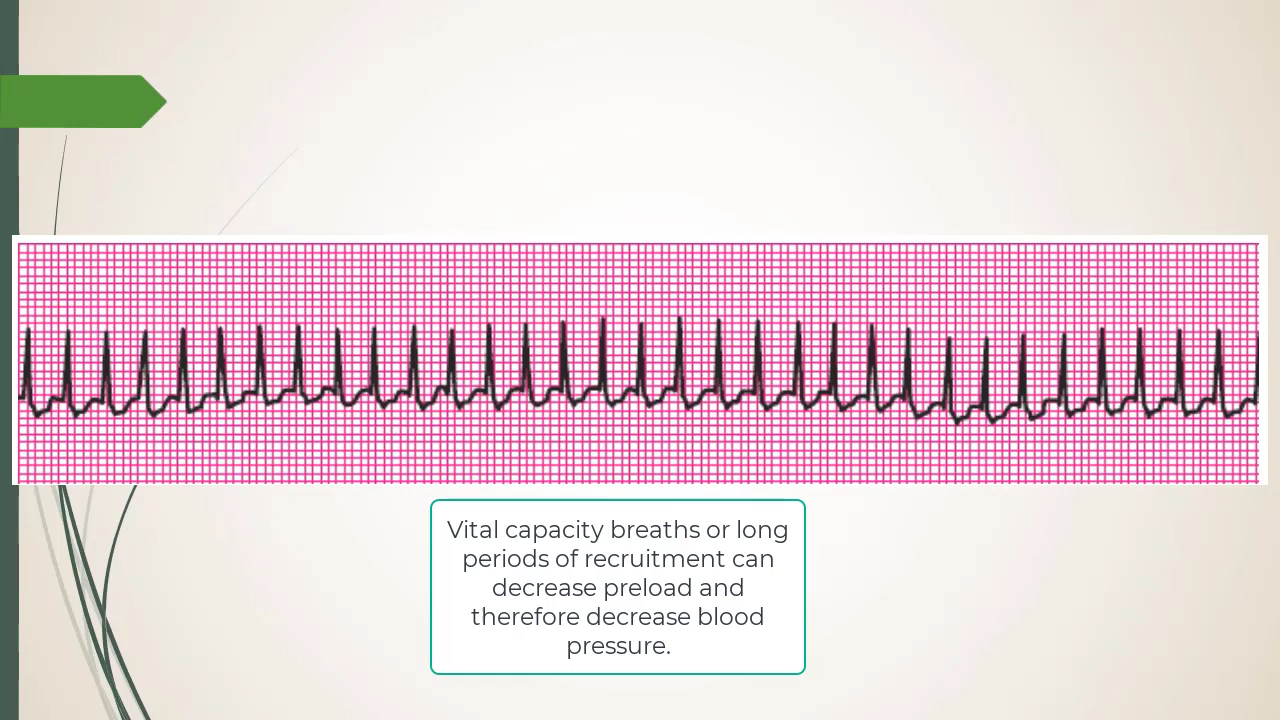 Vital capacity breaths or long
periods of recruitment can
decrease preload and
therefore decrease blood
pressure.